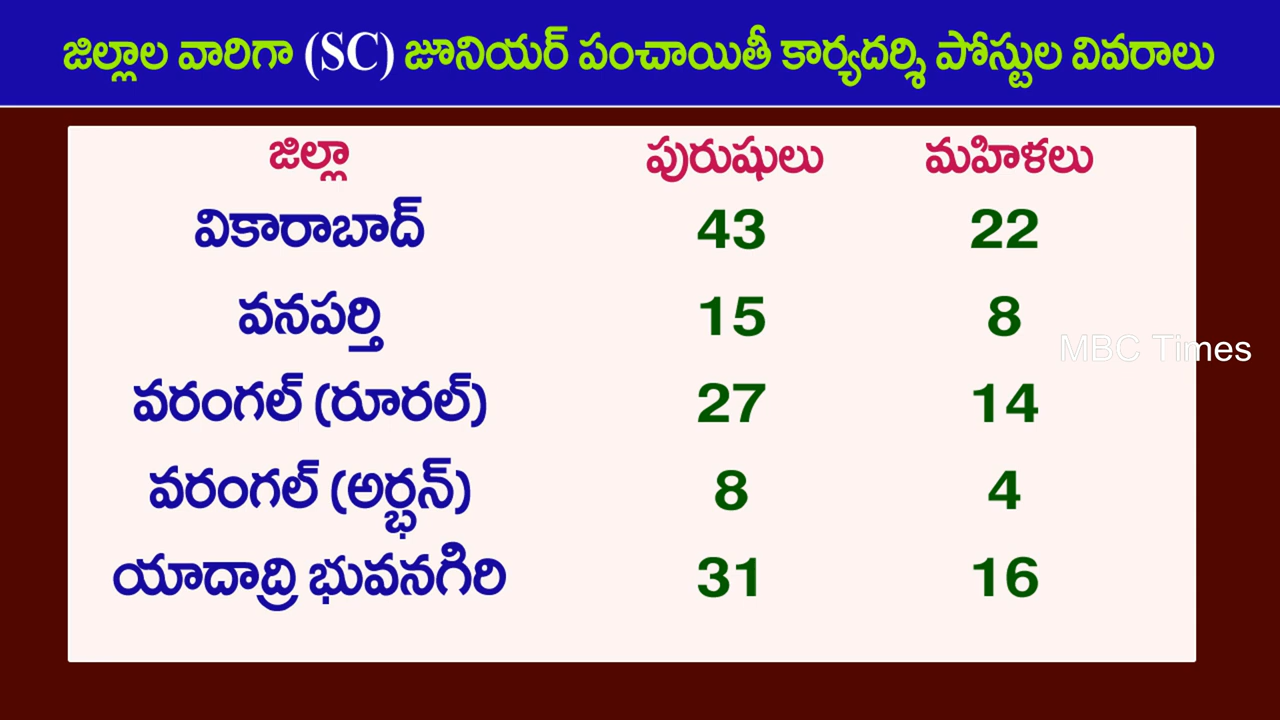 జిల్లాల వారిగా (SC) జూనియర్ పంచాయితీ కార్యదర్శి పోస్టుల వివరాలు
జిల్లా పురుషులు మహిళలు
వికారాబాద్ 43 22
వనపర్తి 15 8
MBC Times
వరంగల్ (రూరల్) 27 14
వరంగల్ (అర్భన్) 8 4
యాదాద్రి భువనగిరి 31 16